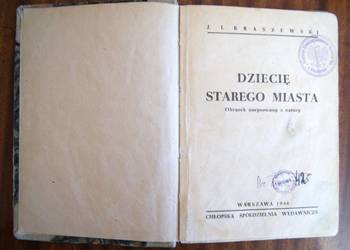 J. I. KRASZEWSKI
DZIECIĘ
STAREGO MIASTA
Obrazek narysowany z natury
WARSZAWA 1946
CHŁOPSKA SPÓŁDZIELNIA WYDAWNICZA